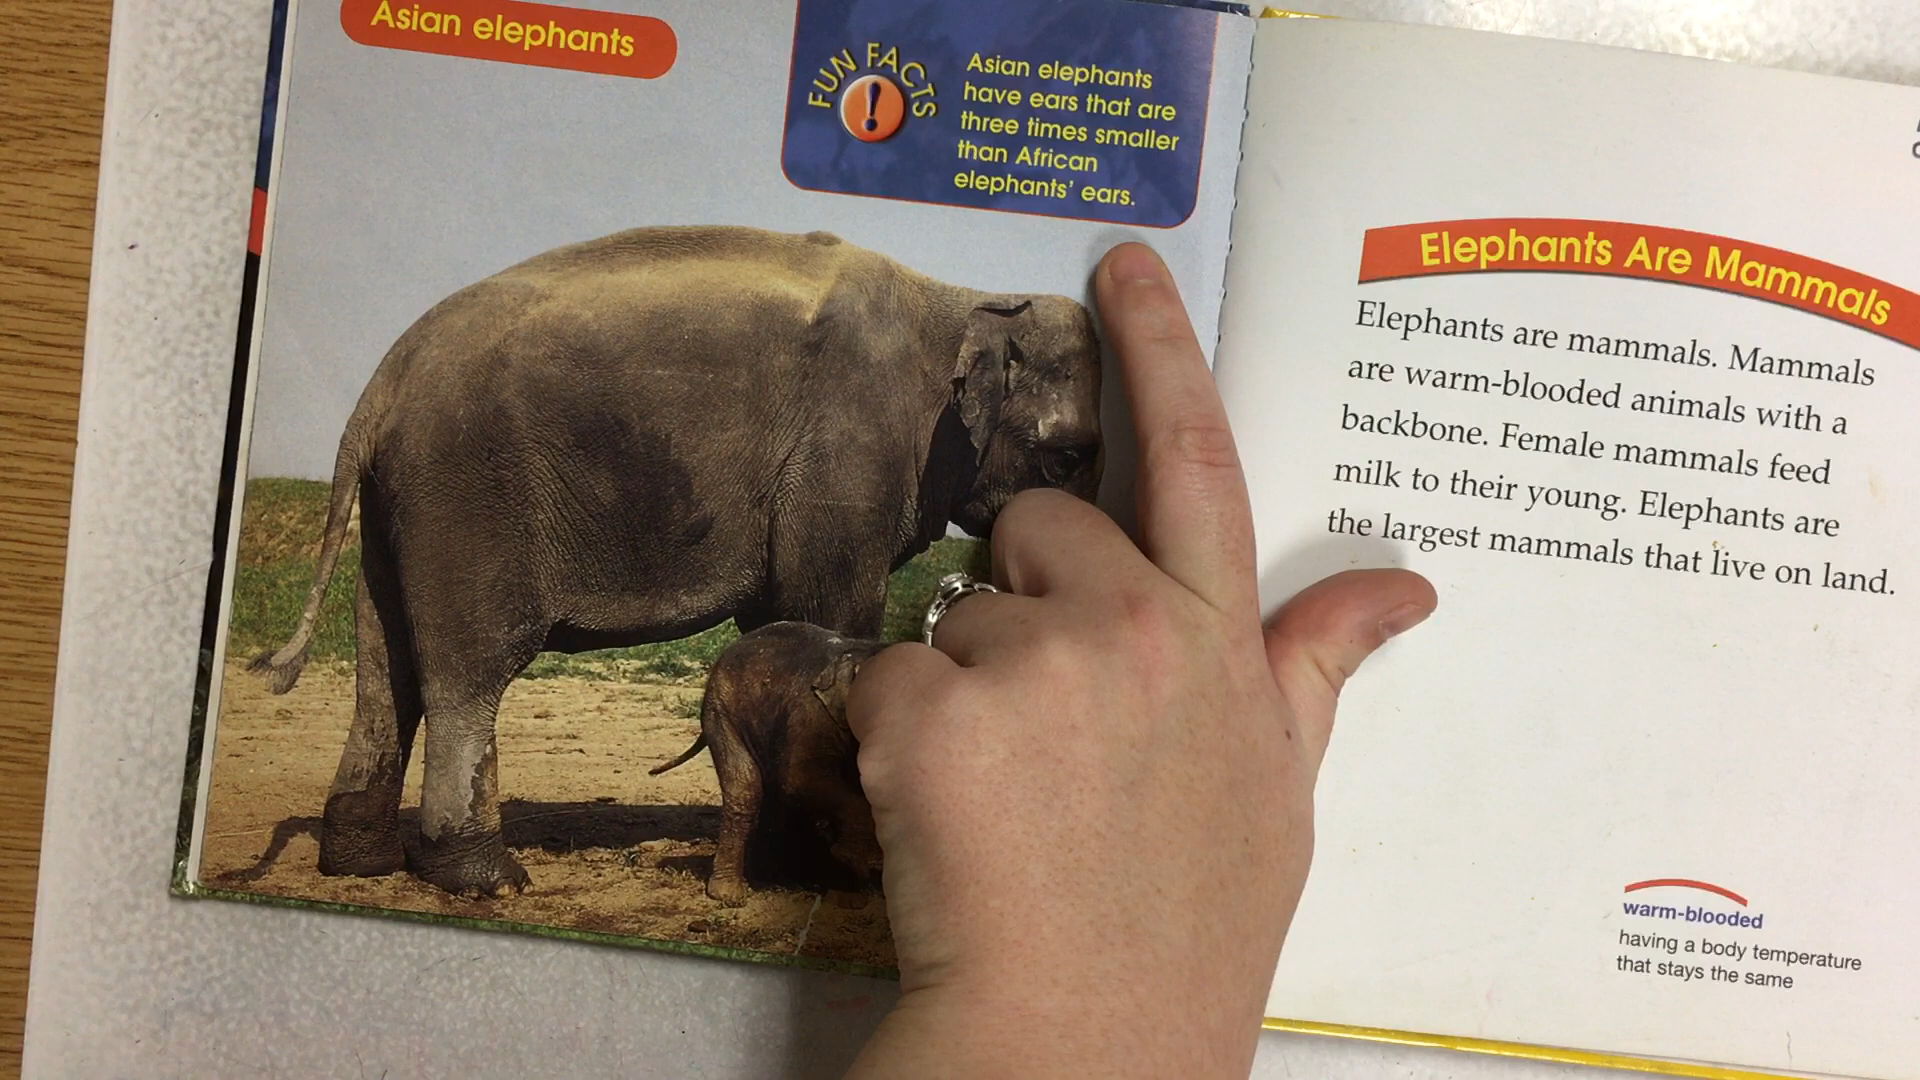 Asian elephants
FUN FACTS
!
Asian elephants
have ears that are
three times smaller
than African
elephants' ears.
Elephants Are Mammals
Elephants are mammals. Mammals
are warm-blooded animals with a
backbone. Female mammals feed
milk to their young. Elephants are
the largest mammals that live on land.
warm-blooded
having a body temperature
that stays the same